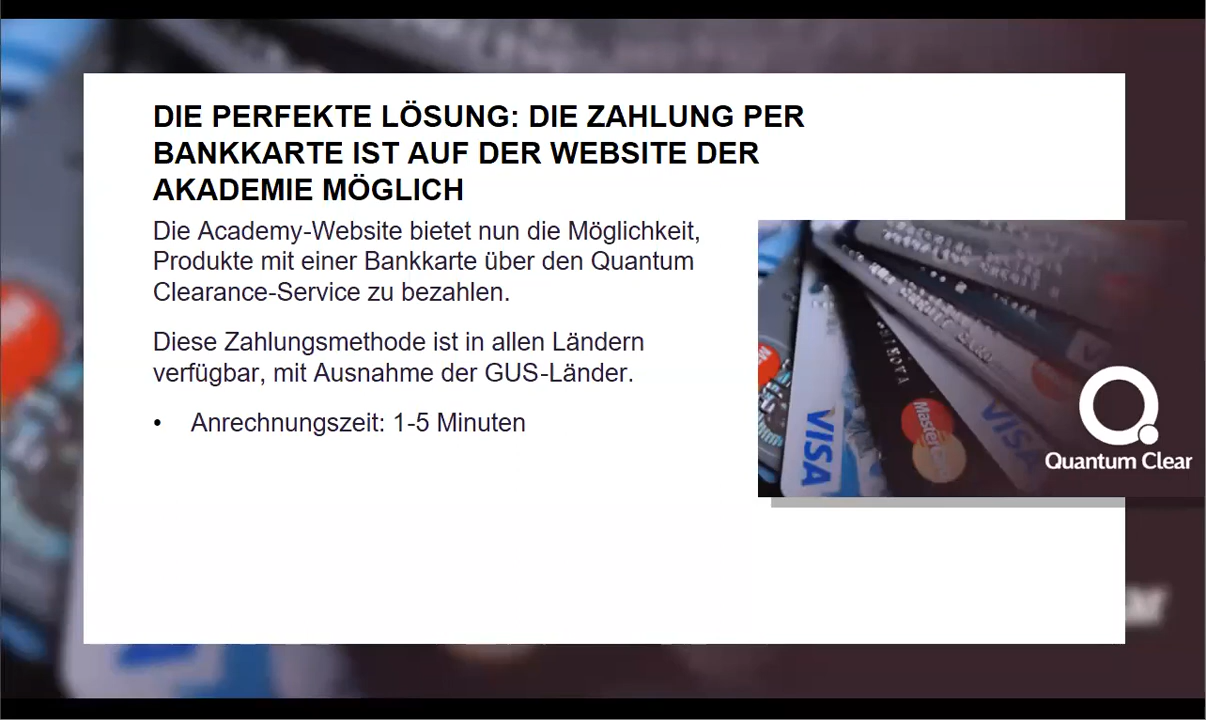 DIE PERFEKTE LÖSUNG: DIE ZAHLUNG PER
BANKKARTE IST AUF DER WEBSITE DER
AKADEMIE MÖGLICH
Die Academy-Website bietet nun die Möglichkeit,
Produkte mit einer Bankkarte über den Quantum
Clearance-Service zu bezahlen.
Diese Zahlungsmethode ist in allen Ländern
verfügbar, mit Ausnahme der GUS-Länder.
• Anrechnungszeit: 1-5 Minuten
VISA
MasterCard
VISA
Quantum Clear